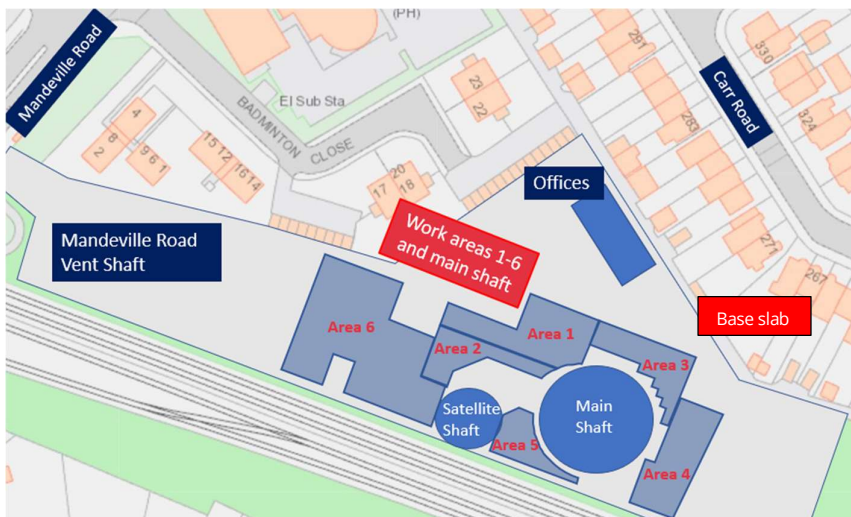 (PH)
Mandeville Road
El Sub Sta
BADMINTON
CLOSE
4
8
2
9
6
1
15
12
16
14
23
22
20
17
18
291
283
271
267
330
324
Carr Road
Offices
Work areas 1-6
and main shaft
Mandeville Road
Vent Shaft
Base slab
Area 6
Area 1
Area 2
Area 3
Satellite
Shaft
Main
Shaft
Area 5
Area 4